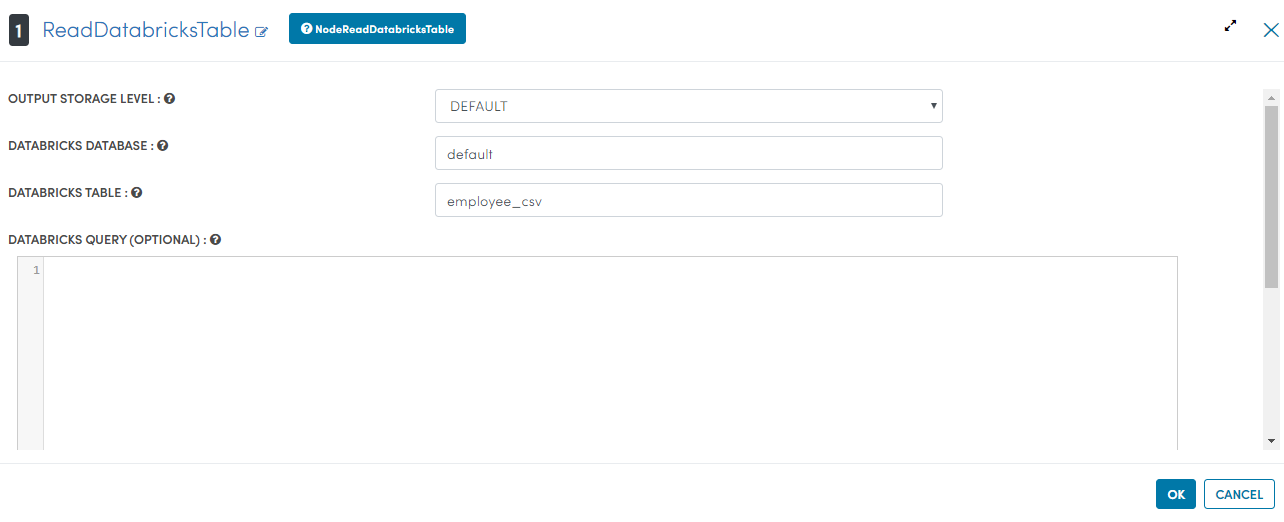 1 ReadDatabricksTable NodeReadDatabricksTable
OUTPUT STORAGE LEVEL : DEFAULT
DATABRICKS DATABASE : default
DATABRICKS TABLE : employee_csv
DATABRICKS QUERY (OPTIONAL) :
1
OK CANCEL